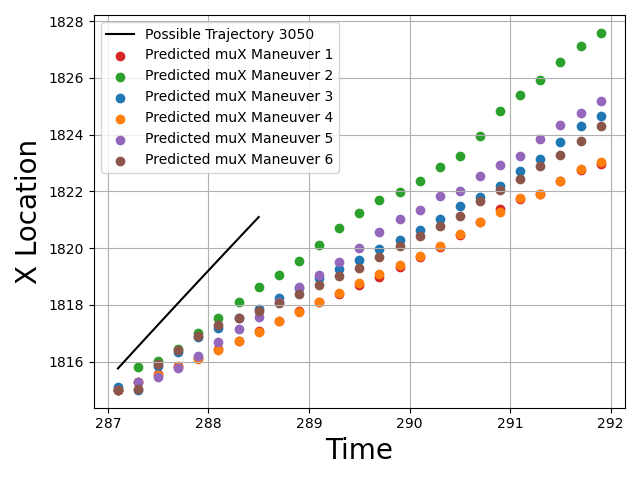 1828
1826
1824
1822
1820
1818
1816
X Location
Possible Trajectory 3050
Predicted muX Maneuver 1
Predicted muX Maneuver 2
Predicted muX Maneuver 3
Predicted muX Maneuver 4
Predicted muX Maneuver 5
Predicted muX Maneuver 6
287 288 289 290 291 292
Time